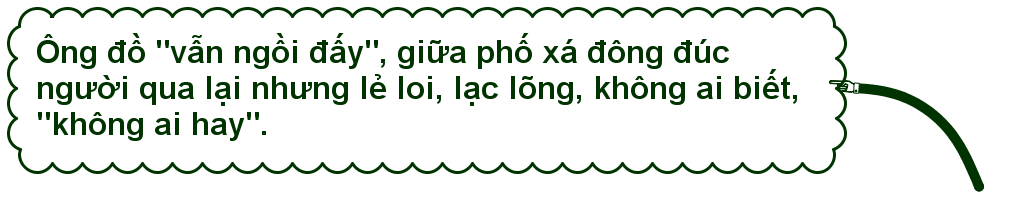 Ông đồ "vẫn ngồi đấy", giữa phố xá đông đúc
người qua lại nhưng lẻ loi, lạc lõng, không ai biết,
"không ai hay".